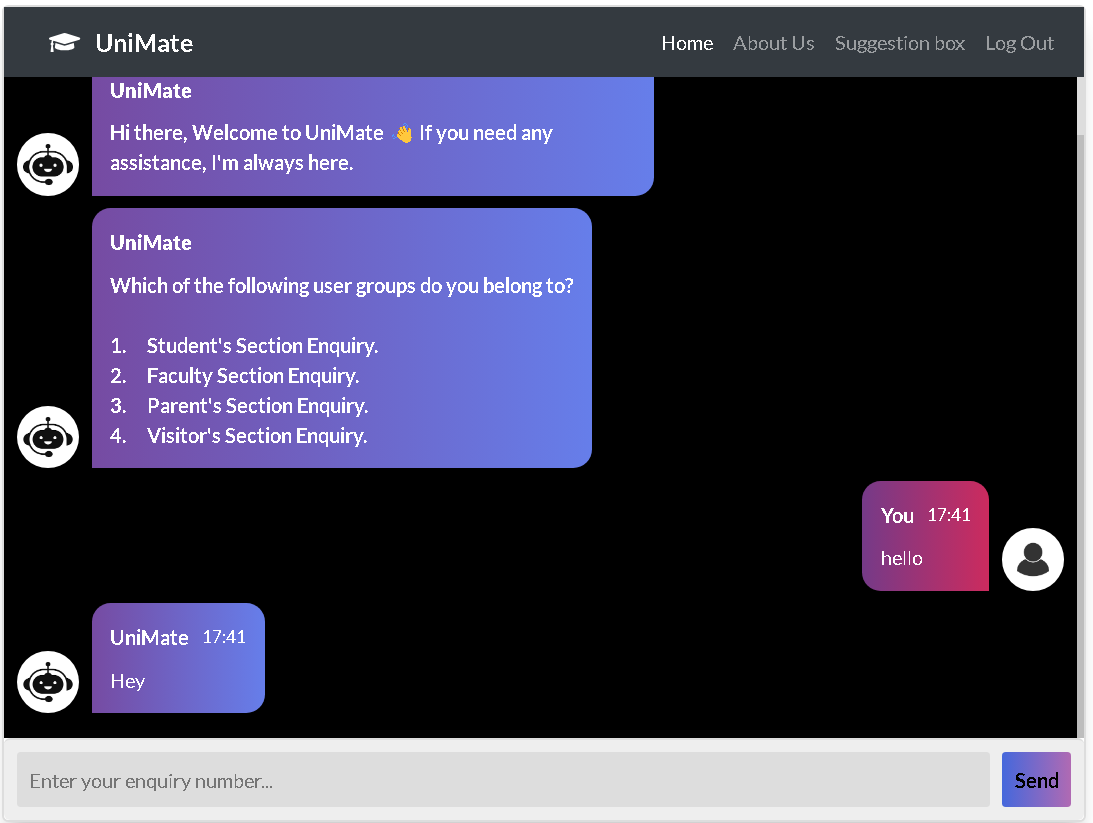 UniMate
Home About Us Suggestion box Log Out
UniMate
Hi there, Welcome to UniMate 👋 If you need any
assistance, I'm always here.
UniMate
Which of the following user groups do you belong to?
1. Student's Section Enquiry.
2. Faculty Section Enquiry.
3. Parent's Section Enquiry.
4. Visitor's Section Enquiry.
You 17:41
hello
UniMate 17:41
Hey
Enter your enquiry number...
Send